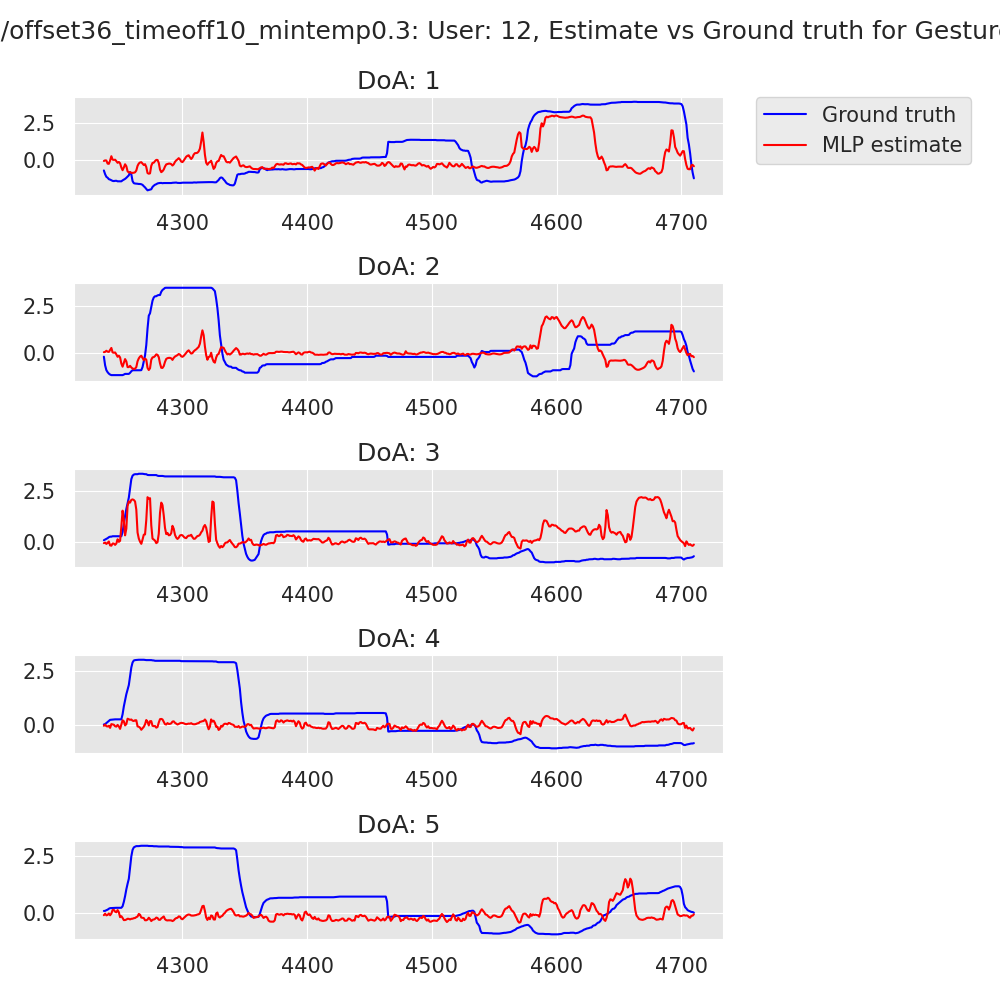 /offset36_timeoff10_mintemp0.3: User: 12, Estimate vs Ground truth for
DoA: 1
Ground truth
MLP estimate
2.5
0.0
4300 4400 4500 4600 4700
DoA: 2
2.5
0.0
4300 4400 4500 4600 4700
DoA: 3
2.5
0.0
4300 4400 4500 4600 4700
DoA: 4
2.5
0.0
4300 4400 4500 4600 4700
DoA: 5
2.5
0.0
4300 4400 4500 4600 4700